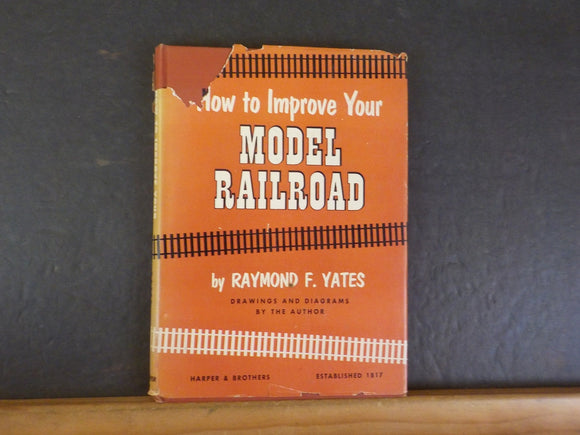 How to Improve Your
MODEL
RAILROAD
by RAYMOND F. YATES
DRAWINGS AND DIAGRAMS
BY THE AUTHOR
HARPER & BROTHERS ESTABLISHED 1817